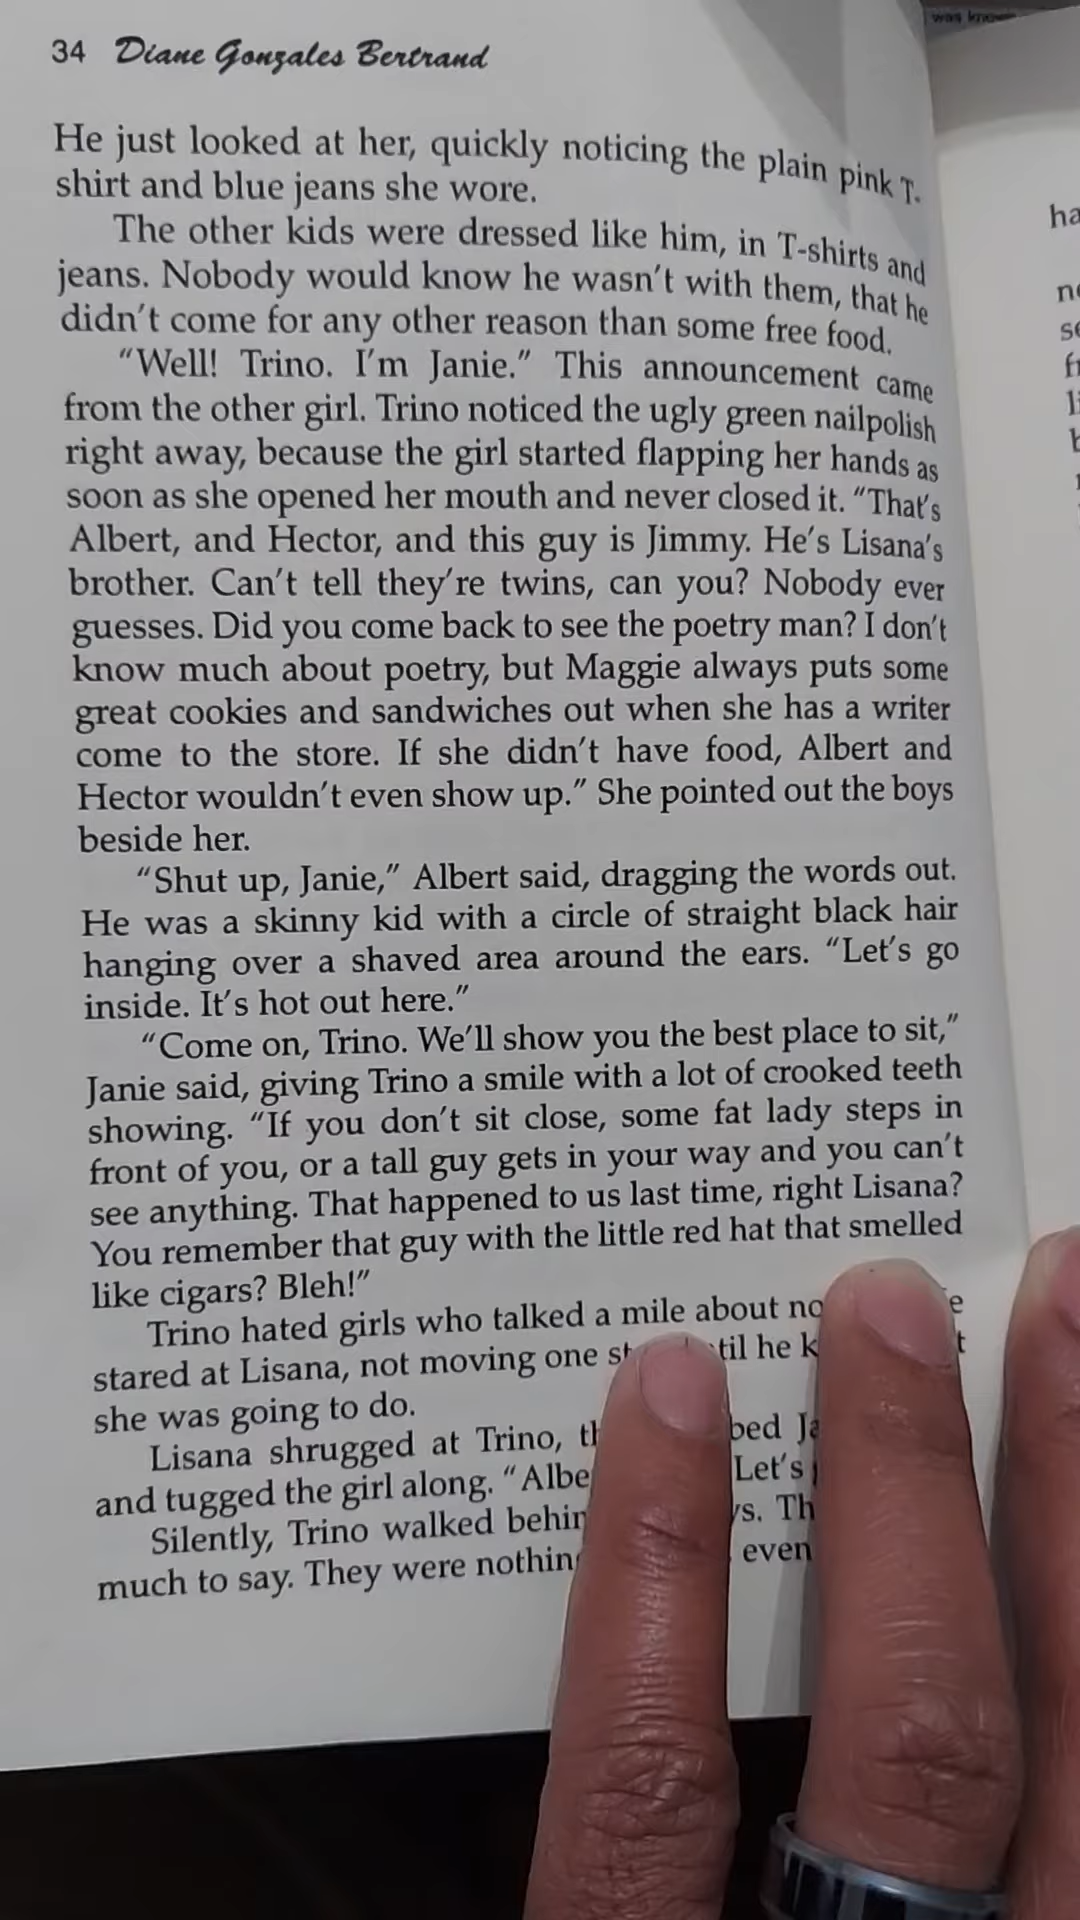 was know
34 Diane Gonzales Bertrand
He just looked at her, quickly noticing the plain pink T-
shirt and blue jeans she wore.
The other kids were dressed like him, in T-shirts and
jeans. Nobody would know he wasn't with them, that he
didn't come for any other reason than some free food.
"Well! Trino. I'm Janie." This announcement came
from the other girl. Trino noticed the ugly green nailpolish
right away, because the girl started flapping her hands as
soon as she opened her mouth and never closed it. "That's
Albert, and Hector, and this guy is Jimmy. He's Lisana's
brother. Can't tell they're twins, can you? Nobody ever
guesses. Did you come back to see the poetry man? I don't
know much about poetry, but Maggie always puts some
great cookies and sandwiches out when she has a writer
come to the store. If she didn't have food, Albert and
Hector wouldn't even show up." She pointed out the boys
beside her.
"Shut up, Janie," Albert said, dragging the words out.
He was a skinny kid with a circle of straight black hair
hanging over a shaved area around the ears. "Let's go
inside. It's hot out here."
"Come on, Trino. We'll show you the best place to sit,"
Janie said, giving Trino a smile with a lot of crooked teeth
showing. "If you don't sit close, some fat lady steps in
front of you, or a tall guy gets in your way and you can't
see anything. That happened to us last time, right Lisana?
You remember that guy with the little red hat that smelled
like cigars? Bleh!"
Trino hated girls who talked a mile about
stared at Lisana, not moving one he
she was going to do.
Lisana shrugged at Trino,
and tugged the girl along. "Let's
Silently, Trino walked
much to say. They were even